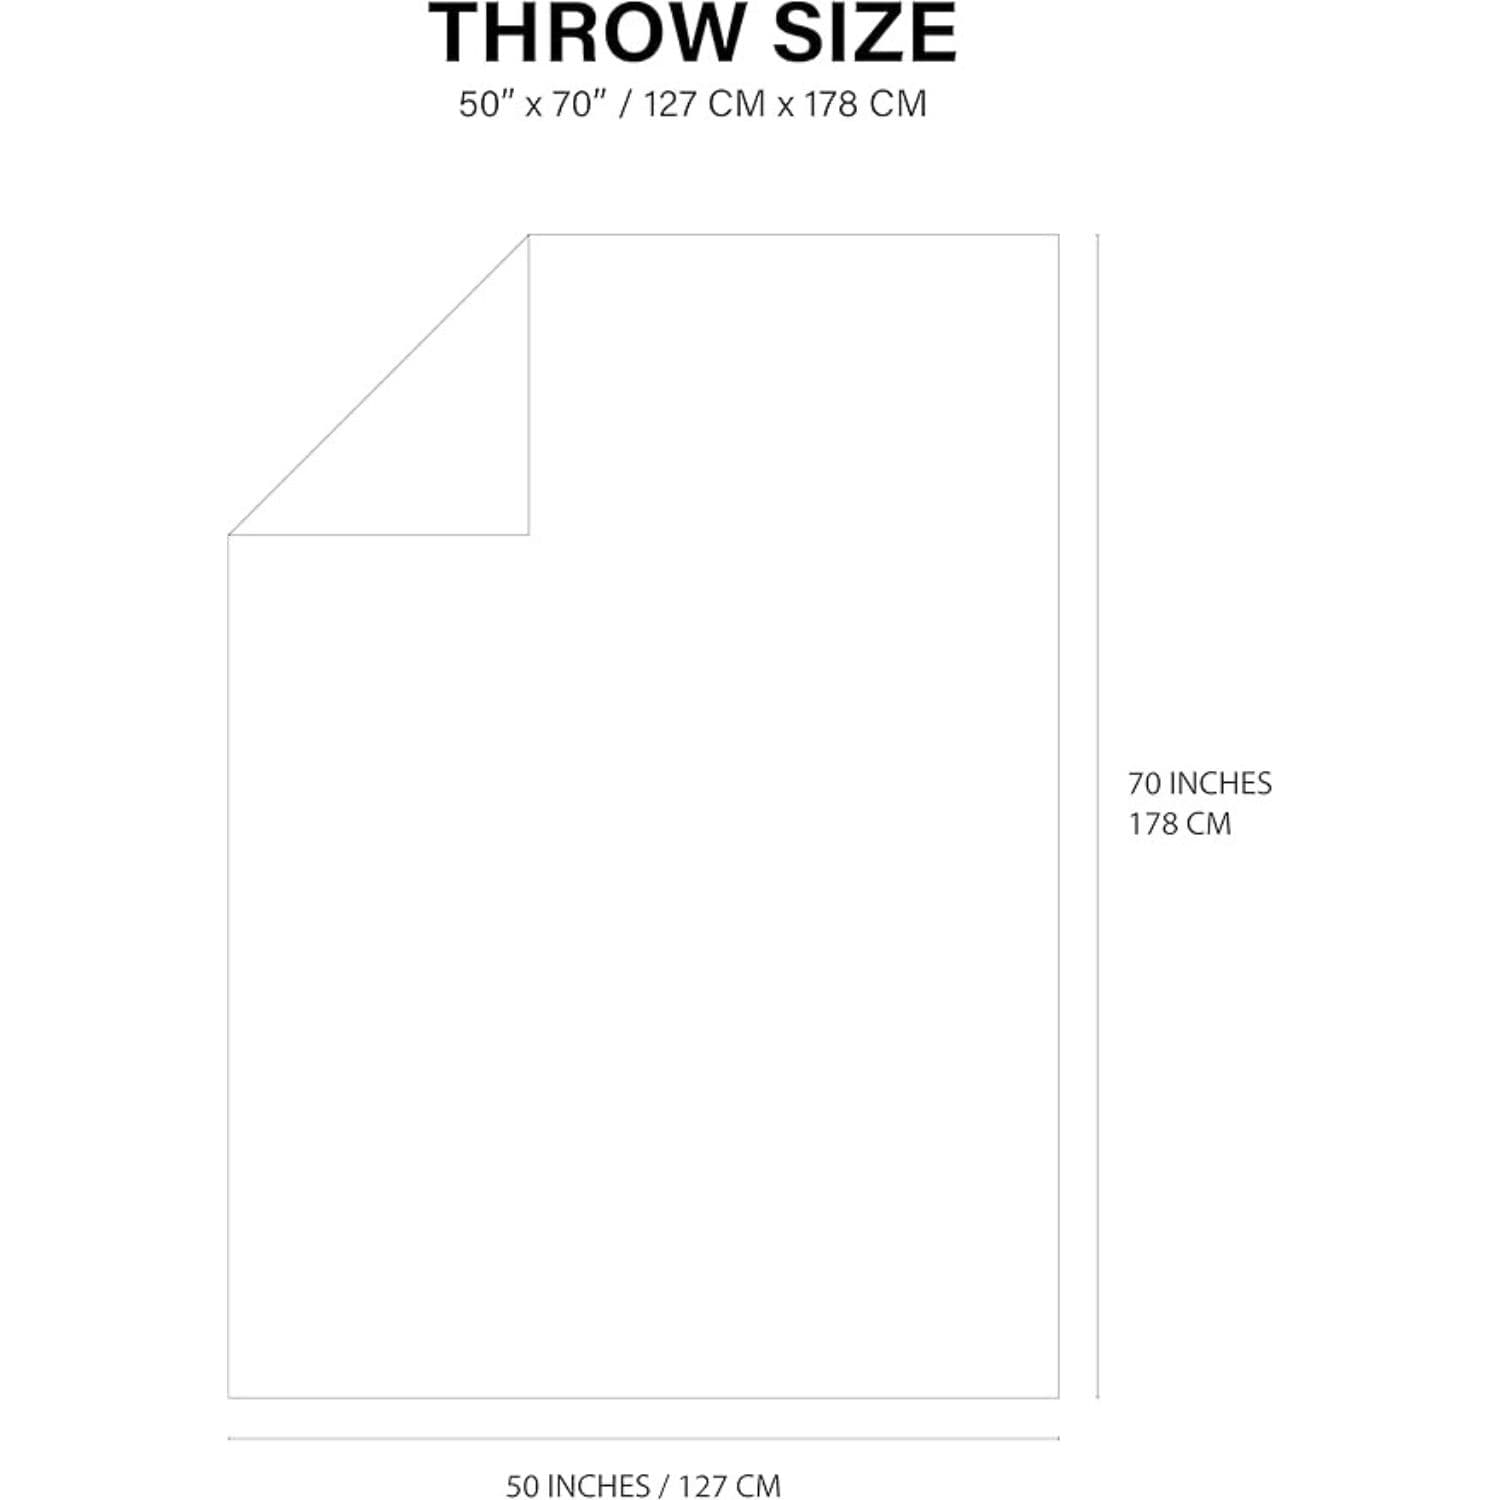 THROW SIZE
50" x 70" / 127 CM x 178 CM
70 INCHES
178 CM
50 INCHES / 127 CM